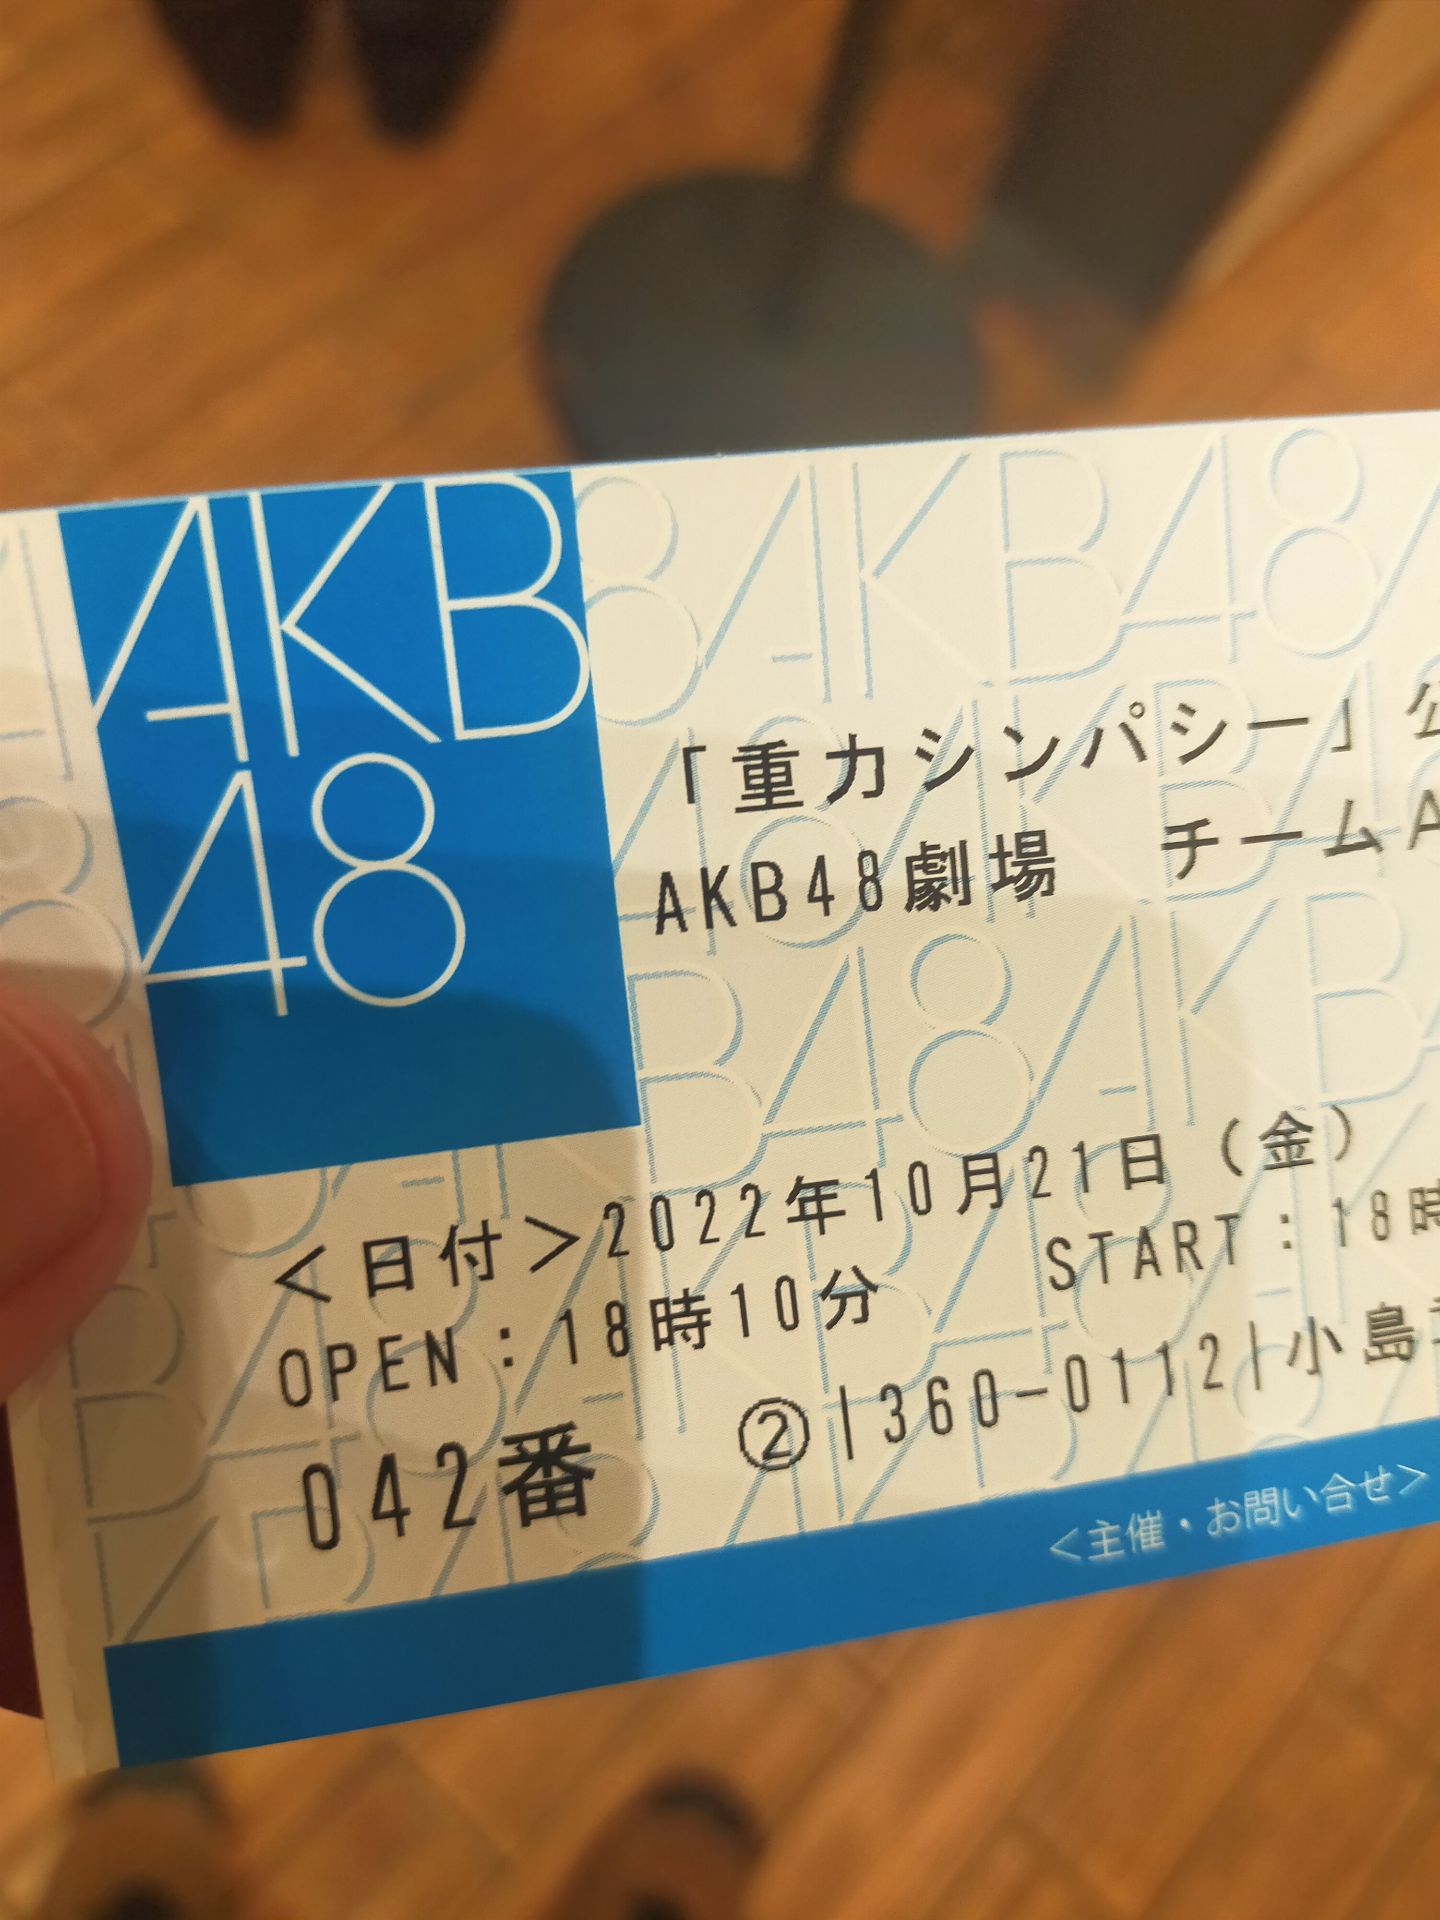 AKB
48
「重力シンパシー」公
AKB48劇場 チームA
<日付>2022年10月21日(金)
OPEN:18時10分 START:18時
042番 ②|360-0112|小島
<主催・お問い合せ>